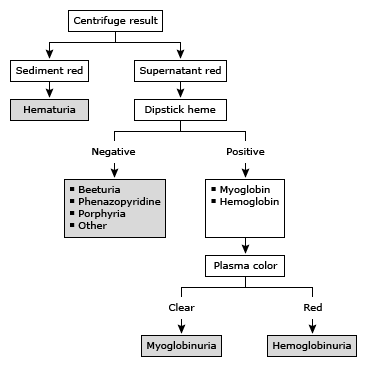 Centrifuge result
Sediment red
Supernatant red
Hematuria
Dipstick heme
Negative
Positive
▪ Beeturia
▪ Phenazopyridine
▪ Porphyria
▪ Other
▪ Myoglobin
▪ Hemoglobin
Plasma color
Clear
Red
Myoglobinuria
Hemoglobinuria